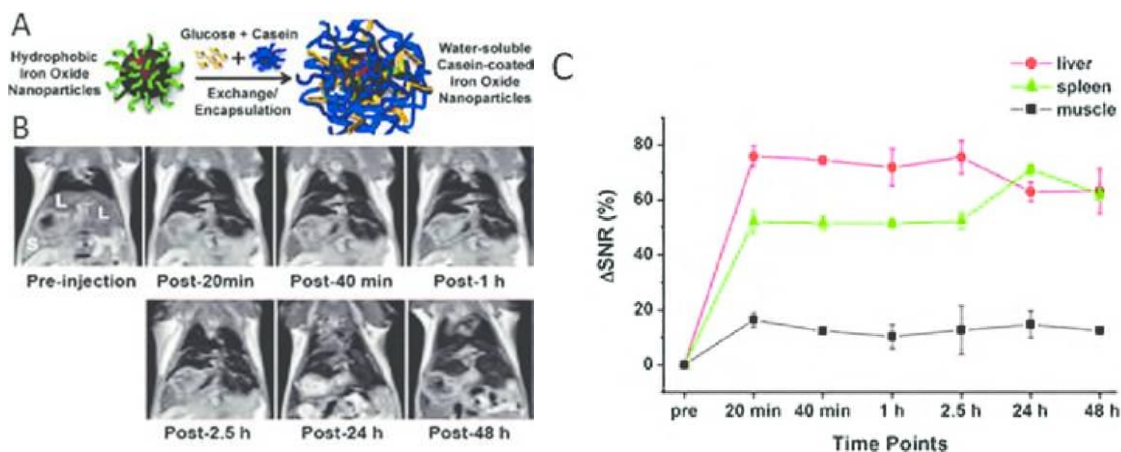 A
Hydrophobic
Iron Oxide
Nanoparticles
Glucose + Casein
+
Exchange/
Encapsulation
Water-soluble
Casein-coated
Iron Oxide
Nanoparticles
B
L
L
S
Pre-injection
Post-20min
Post-40 min
Post-1 h
Post-2.5 h
Post-24 h
Post-48 h
C
liver
spleen
muscle
ΔSNR (%)
80
60
40
20
0
pre
20 min
40 min
1 h
2.5 h
24 h
48 h
Time Points